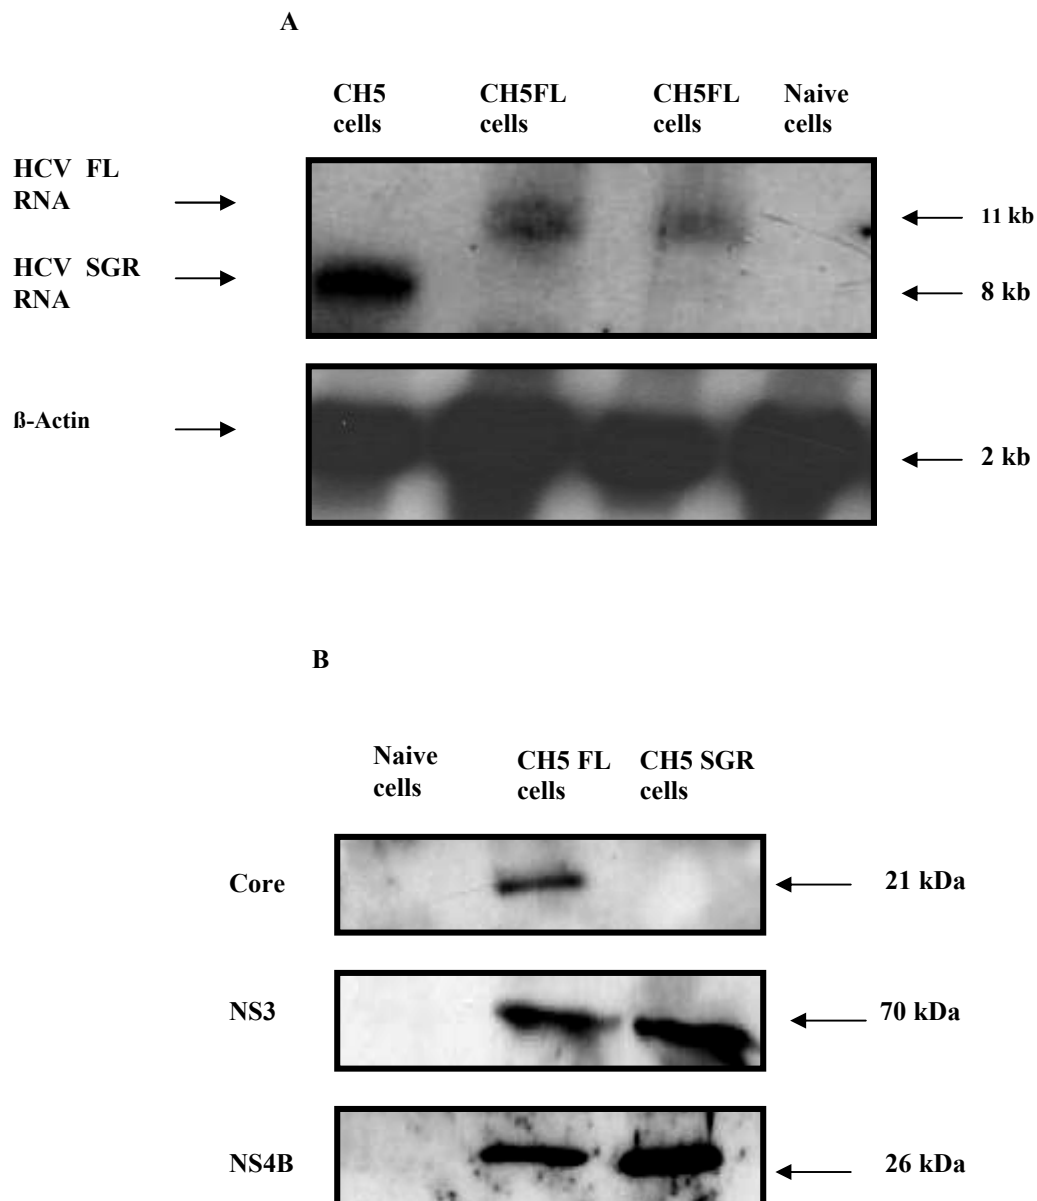 A
CH5
cells
CH5FL
cells
CH5FL
cells
Naive
cells
HCV FL
RNA
11 kb
HCV SGR
RNA
8 kb
ß-Actin
2 kb
B
Naive
cells
CH5 FL
cells
CH5 SGR
cells
Core
21 kDa
NS3
70 kDa
NS4B
26 kDa